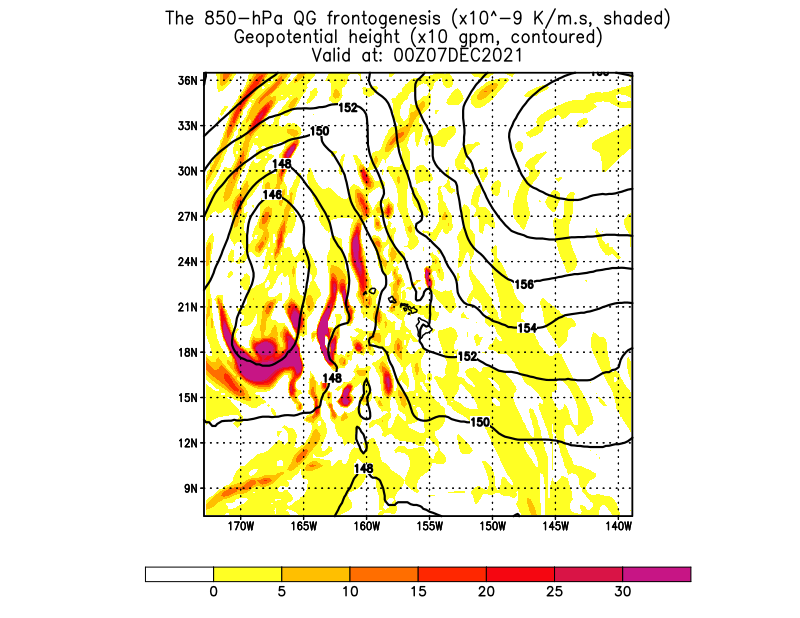 The 850-hPa QG frontogenesis (x10^-9 K/m.s, shaded)
Geopotential height (x10 gpm, contoured)
Valid at: 00Z07DEC2021
36N
33N
30N
27N
24N
21N
18N
15N
12N
9N
152
150
148
146
156
154
152
148
150
148
170W 165W 160W 155W 150W 145W 140W
0 5 10 15 20 25 30